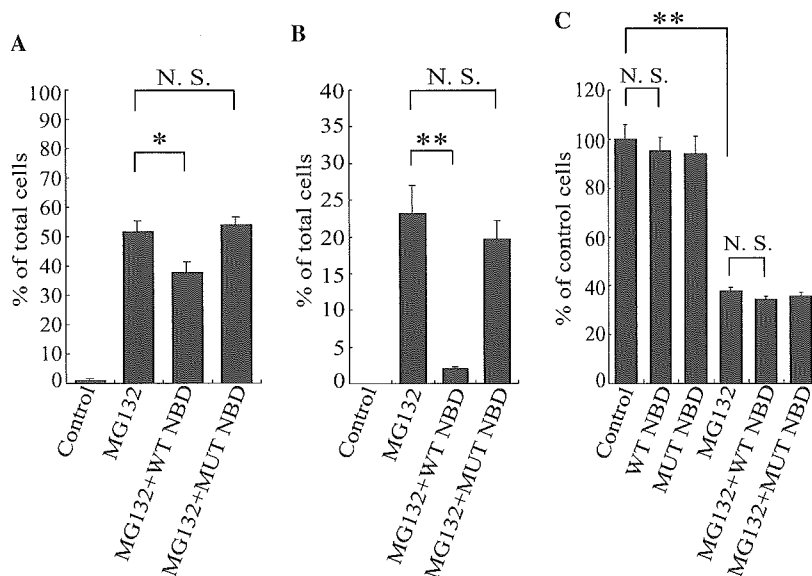 A
N. S.
*
% of total cells
100
90
80
70
60
50
40
30
20
10
0
Control
MG132
MG132+WT NBD
MG132+MUT NBD
B
N. S.
**
% of total cells
40
35
30
25
20
15
10
5
0
Control
MG132
MG132+WT NBD
MG132+MUT NBD
C
**
N. S.
N. S.
% of control cells
120
100
80
60
40
20
0
Control
WT NBD
MUT NBD
MG132
MG132+WT NBD
MG132+MUT NBD